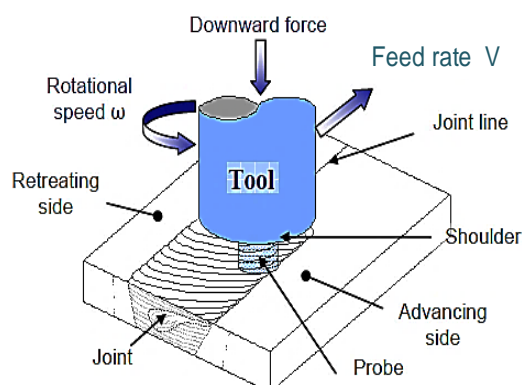 Downward force
Feed rate V
Rotational
speed ω
Joint line
Tool
Retreating
side
Shoulder
Advancing
side
Joint
Probe